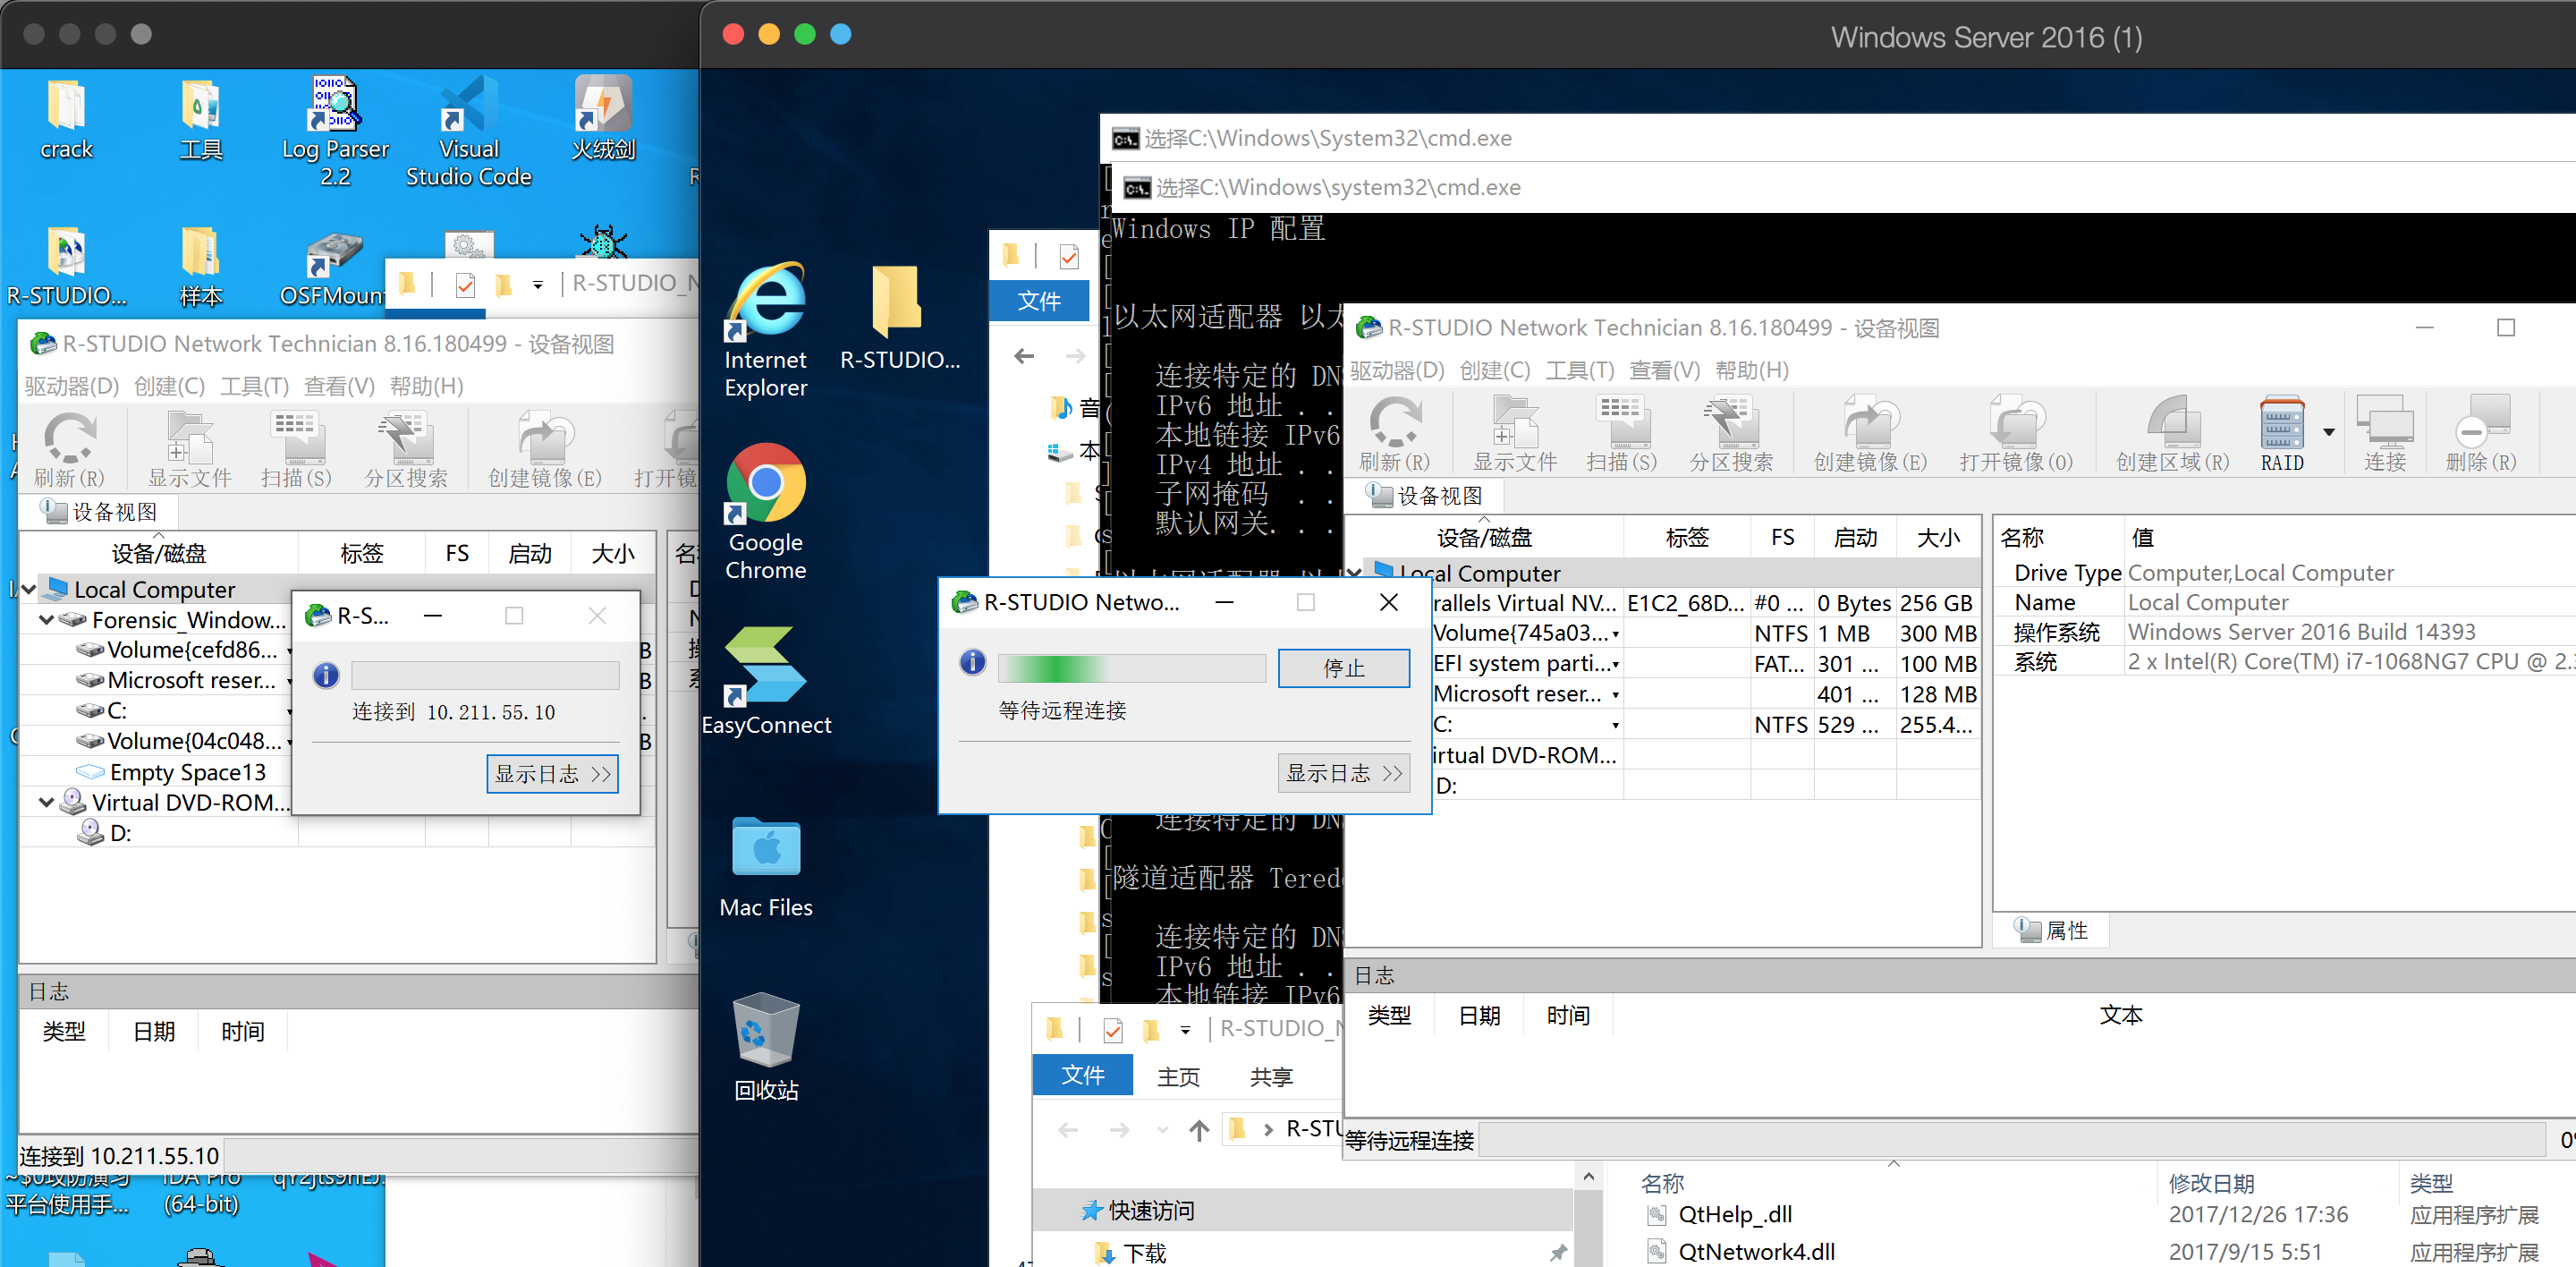 Windows Server 2016 (1)
crack
工具
Log Parser
2.2
Visual
Studio Code
火绒剑
R-STUDIO...
样本
OSFMount
R-STUDIO_N
R-STUDIO Network Technician 8.16.180499 - 设备视图
驱动器(D) 创建(C) 工具(T) 查看(V) 帮助(H)
刷新(R) 显示文件 扫描(S) 分区搜索 创建镜像(E) 打开镜
设备视图
设备/磁盘 标签 FS 启动 大小
Local Computer
Forensic_Window...
Volume{cefd86...
Microsoft reser...
C:
Volume{04c048...
Empty Space13
Virtual DVD-ROM...
D:
R-S...
连接到 10.211.55.10
显示日志 >>
日志
类型 日期 时间
连接到 10.211.55.10
平台使用手...
IDA Pro
(64-bit)
Internet
Explorer
R-STUDIO...
Google
Chrome
EasyConnect
Mac Files
回收站
选择C:\Windows\System32\cmd.exe
选择C:\Windows\system32\cmd.exe
Windows IP 配置
以太网适配器 以太
连接特定的 DNS
IPv6 地址 . .
本地链接 IPv6
IPv4 地址 . .
子网掩码 . .
默认网关. . .
连接特定的 DNS
隧道适配器 Teredo
连接特定的 DNS
IPv6 地址 . .
本地链接 IPv6
文件
R-STUDIO Netwo...
停止
等待远程连接
显示日志 >>
R-STUDIO Network Technician 8.16.180499 - 设备视图
驱动器(D) 创建(C) 工具(T) 查看(V) 帮助(H)
刷新(R) 显示文件 扫描(S) 分区搜索 创建镜像(E) 打开镜像(O) 创建区域(R) RAID 连接 删除(R)
设备视图
设备/磁盘 标签 FS 启动 大小
Local Computer
rallels Virtual NV... E1C2_68D... #0 ... 0 Bytes 256 GB
Volume{745a03... NTFS 1 MB 300 MB
EFI system parti... FAT... 301 ... 100 MB
Microsoft reser... 401 ... 128 MB
C: NTFS 529 ... 255.4...
irtual DVD-ROM...
D:
名称 值
Drive Type Computer,Local Computer
Name Local Computer
操作系统 Windows Server 2016 Build 14393
系统 2 x Intel(R) Core(TM) i7-1068NG7 CPU @ 2.3
属性
日志
类型 日期 时间 文本
等待远程连接
R-STUDIO_N
文件 主页 共享
R-STU
快速访问
下载
名称 修改日期 类型
QtHelp_.dll 2017/12/26 17:36 应用程序扩展
QtNetwork4.dll 2017/9/15 5:51 应用程序扩展